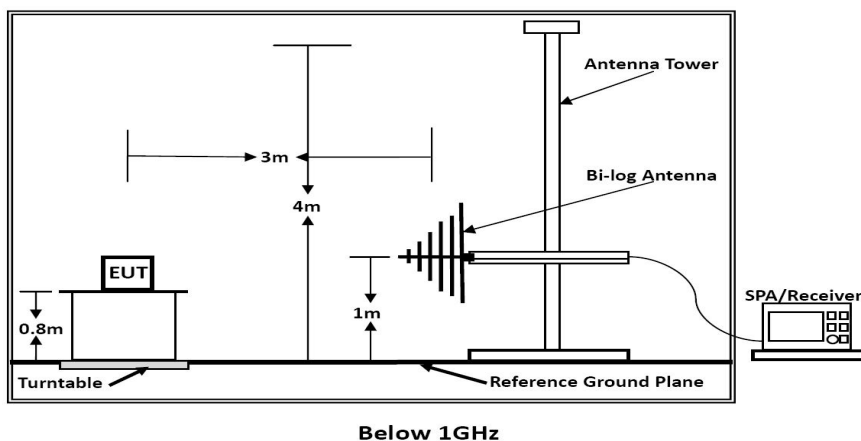 Antenna Tower
3m
Bi-log Antenna
4m
EUT
1m
SPA/Receiver
0.8m
Turntable
Reference Ground Plane
Below 1GHz